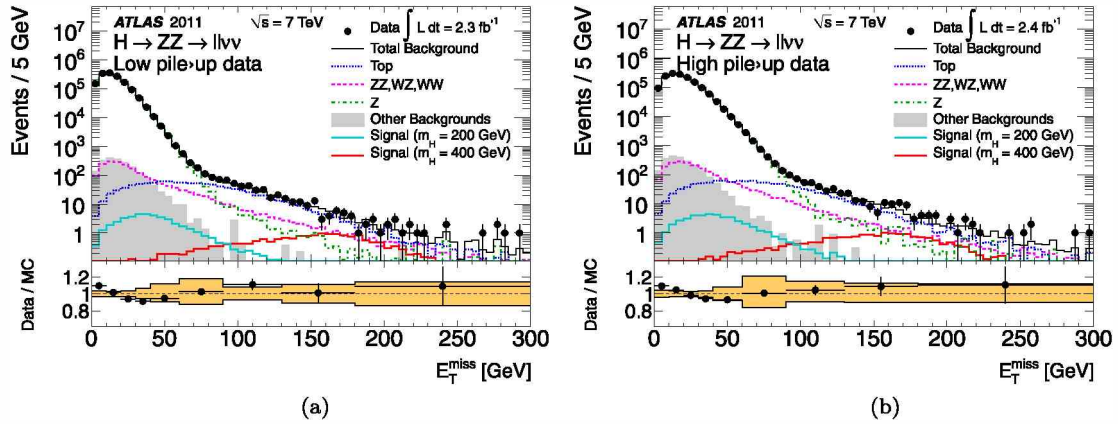 ATLAS 2011 √s = 7 TeV
H → ZZ → llνν
Low pile-up data
Data ∫ L dt = 2.3 fb⁻¹
Total Background
Top
ZZ,WZ,WW
Z
Other Backgrounds
Signal (m_H = 200 GeV)
Signal (m_H = 400 GeV)
Events / 5 GeV
10⁷
10⁶
10⁵
10⁴
10³
10²
10
1
Data / MC
1.2
1
0.8
0 50 100 150 200 250 300
E_T^miss [GeV]
(a)
ATLAS 2011 √s = 7 TeV
H → ZZ → llνν
High pile-up data
Data ∫ L dt = 2.4 fb⁻¹
Total Background
Top
ZZ,WZ,WW
Z
Other Backgrounds
Signal (m_H = 200 GeV)
Signal (m_H = 400 GeV)
Events / 5 GeV
10⁷
10⁶
10⁵
10⁴
10³
10²
10
1
Data / MC
1.2
1
0.8
0 50 100 150 200 250 300
E_T^miss [GeV]
(b)